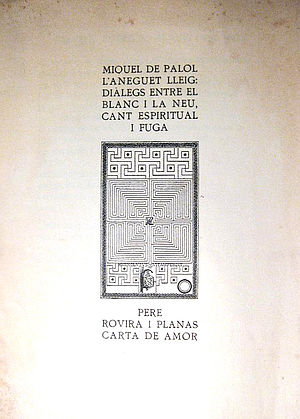 MIQUEL DE PALOL
L'ANEGUET LLEIG:
DIÀLEGS ENTRE EL
BLANC I LA NEU,
CANT ESPIRITUAL
I FUGA
PERE
ROVIRA I PLANAS
CARTA DE AMOR